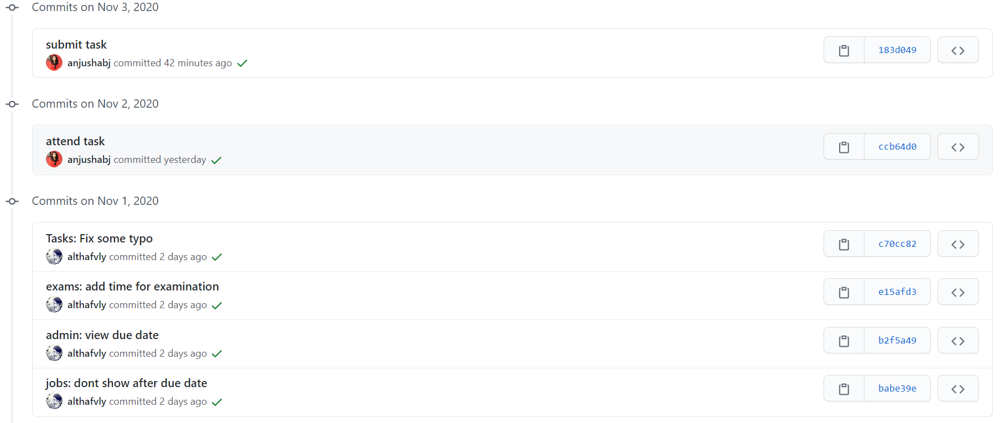 Commits on Nov 3, 2020
submit task
183d049
anjushabj committed 42 minutes ago
Commits on Nov 2, 2020
attend task
ccb64d0
anjushabj committed yesterday
Commits on Nov 1, 2020
Tasks: Fix some typo
c70cc82
althafvly committed 2 days ago
exams: add time for examination
e15afd3
althafvly committed 2 days ago
admin: view due date
b2f5a49
althafvly committed 2 days ago
jobs: dont show after due date
babe39e
althafvly committed 2 days ago